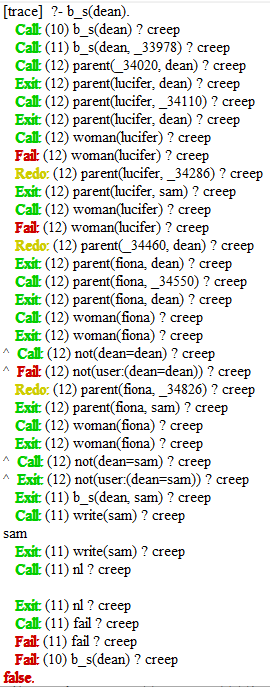 [trace]  ?- b_s(dean).
Call: (10) b_s(dean) ? creep
Call: (11) b_s(dean, _33978) ? creep
Call: (12) parent(_34020, dean) ? creep
Exit: (12) parent(lucifer, dean) ? creep
Call: (12) parent(lucifer, _34110) ? creep
Exit: (12) parent(lucifer, dean) ? creep
Call: (12) woman(lucifer) ? creep
Fail: (12) woman(lucifer) ? creep
Redo: (12) parent(lucifer, _34286) ? creep
Exit: (12) parent(lucifer, sam) ? creep
Call: (12) woman(lucifer) ? creep
Fail: (12) woman(lucifer) ? creep
Redo: (12) parent(_34460, dean) ? creep
Exit: (12) parent(fiona, dean) ? creep
Call: (12) parent(fiona, _34550) ? creep
Exit: (12) parent(fiona, dean) ? creep
Call: (12) woman(fiona) ? creep
Exit: (12) woman(fiona) ? creep
^ Call: (12) not(dean=dean) ? creep
^ Fail: (12) not(user:(dean=dean)) ? creep
Redo: (12) parent(fiona, _34826) ? creep
Exit: (12) parent(fiona, sam) ? creep
Call: (12) woman(fiona) ? creep
Exit: (12) woman(fiona) ? creep
^ Call: (12) not(dean=sam) ? creep
^ Exit: (12) not(user:(dean=sam)) ? creep
Exit: (11) b_s(dean, sam) ? creep
Call: (11) write(sam) ? creep
sam
Exit: (11) write(sam) ? creep
Call: (11) nl ? creep
Exit: (11) nl ? creep
Call: (11) fail ? creep
Fail: (11) fail ? creep
Fail: (10) b_s(dean) ? creep
false.